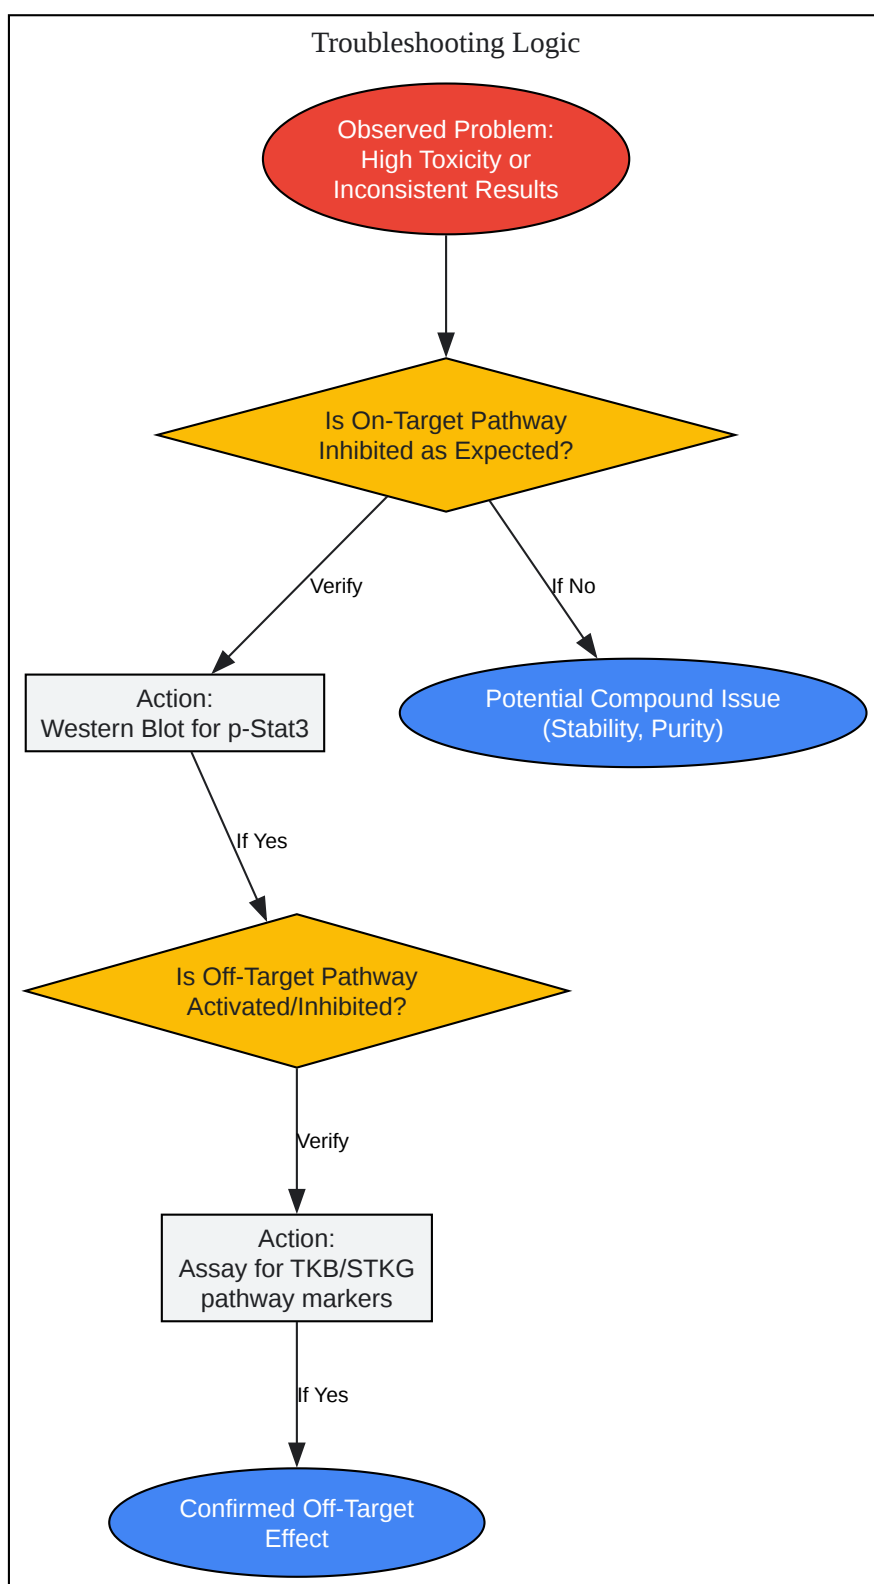 Troubleshooting Logic
Observed Problem:
High Toxicity or
Inconsistent Results
Is On-Target Pathway
Inhibited as Expected?
Verify
If No
Action:
Western Blot for p-Stat3
Potential Compound Issue
(Stability, Purity)
If Yes
Is Off-Target Pathway
Activated/Inhibited?
Verify
Action:
Assay for TKB/STKG
pathway markers
If Yes
Confirmed Off-Target
Effect